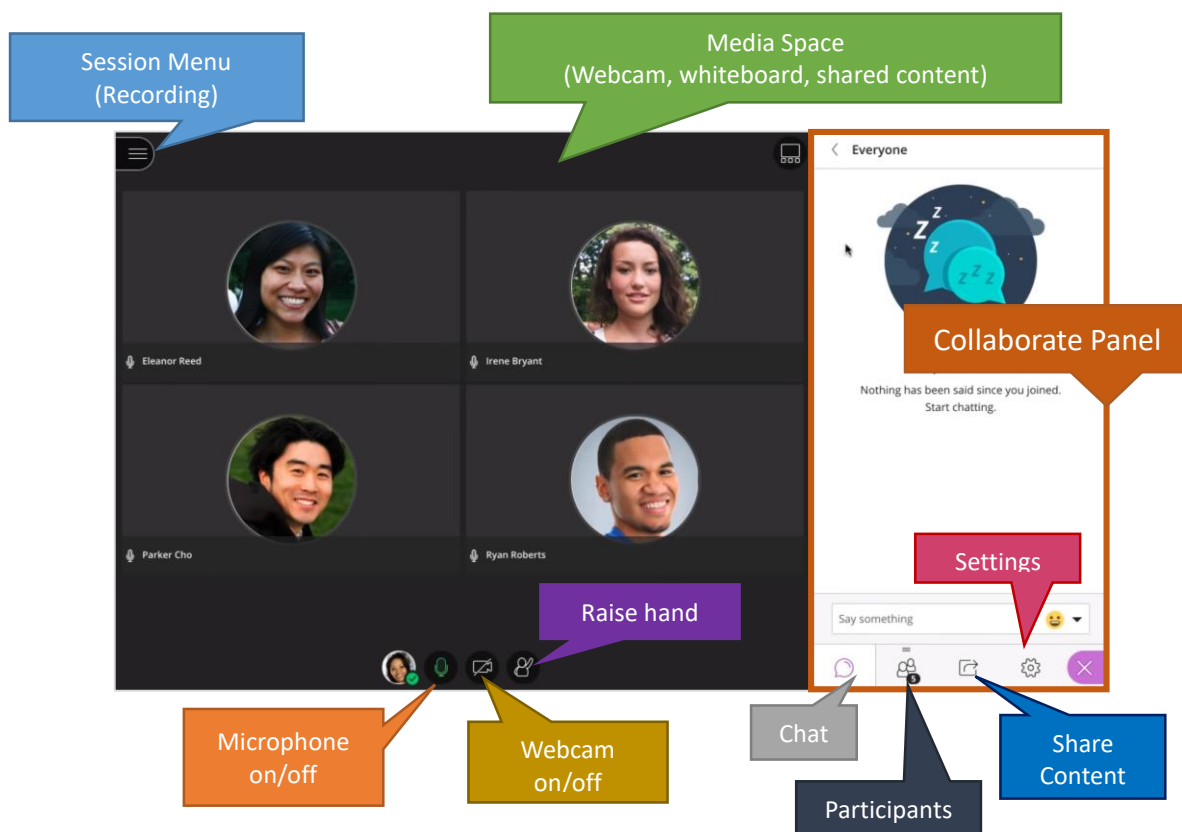 Session Menu
(Recording)
Media Space
(Webcam, whiteboard, shared content)
Everyone
Z
Z
Z
Z Z Z
Collaborate Panel
Eleanor Reed
Irene Bryant
Nothing has been said since you joined.
Start chatting.
Parker Cho
Ryan Roberts
Settings
Raise hand
Say something
5
Microphone
on/off
Webcam
on/off
Chat
Participants
Share
Content